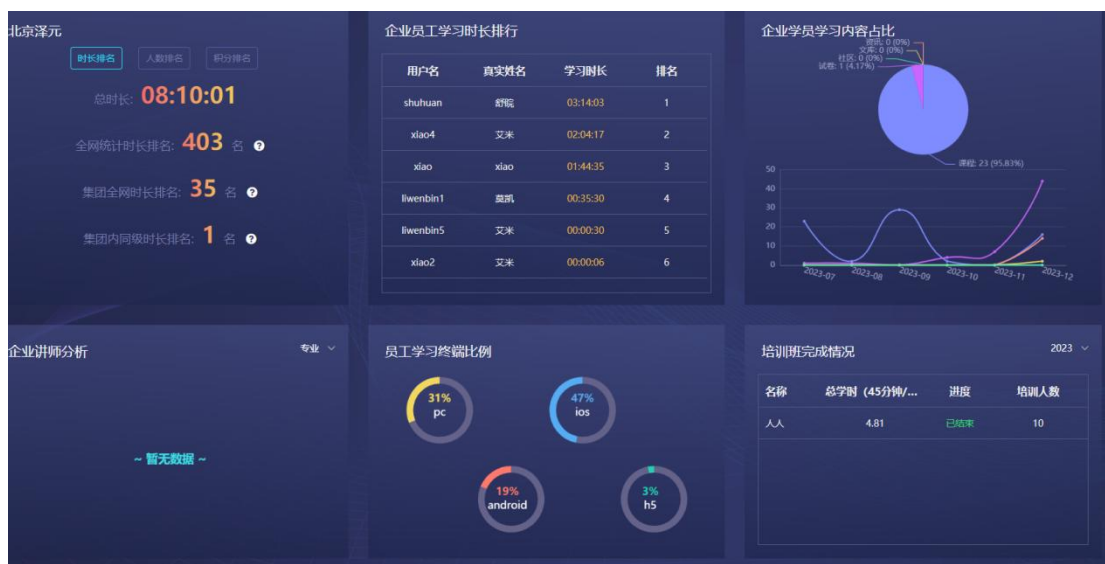 北京泽元
时长排名 人数排名 积分排名
总时长: 08:10:01
全网统计时长排名: 403 名 ?
集团全网时长排名: 35 名 ?
集团内同级时长排名: 1 名 ?
企业员工学习时长排行
用户名 真实姓名 学习时长 排名
shuhuan 舒院 03:14:03 1
xiao4 艾米 02:04:17 2
xiao xiao 01:44:35 3
liwenbin1 莫凯 00:35:30 4
liwenbin5 艾米 00:00:30 5
xiao2 艾米 00:00:06 6
企业学员学习内容占比
资讯: 0 (0%)
文库: 0 (0%)
社区: 0 (0%)
试卷: 1 (4.17%)
课程: 23 (95.83%)
50
40
30
20
10
0
2023-07 2023-08 2023-09 2023-10 2023-11 2023-12
企业讲师分析 专业
~ 暂无数据 ~
员工学习终端比例
31%
pc
47%
ios
19%
android
3%
h5
培训班完成情况 2023
名称 总学时（45分钟/... 进度 培训人数
人人 4.81 已结束 10